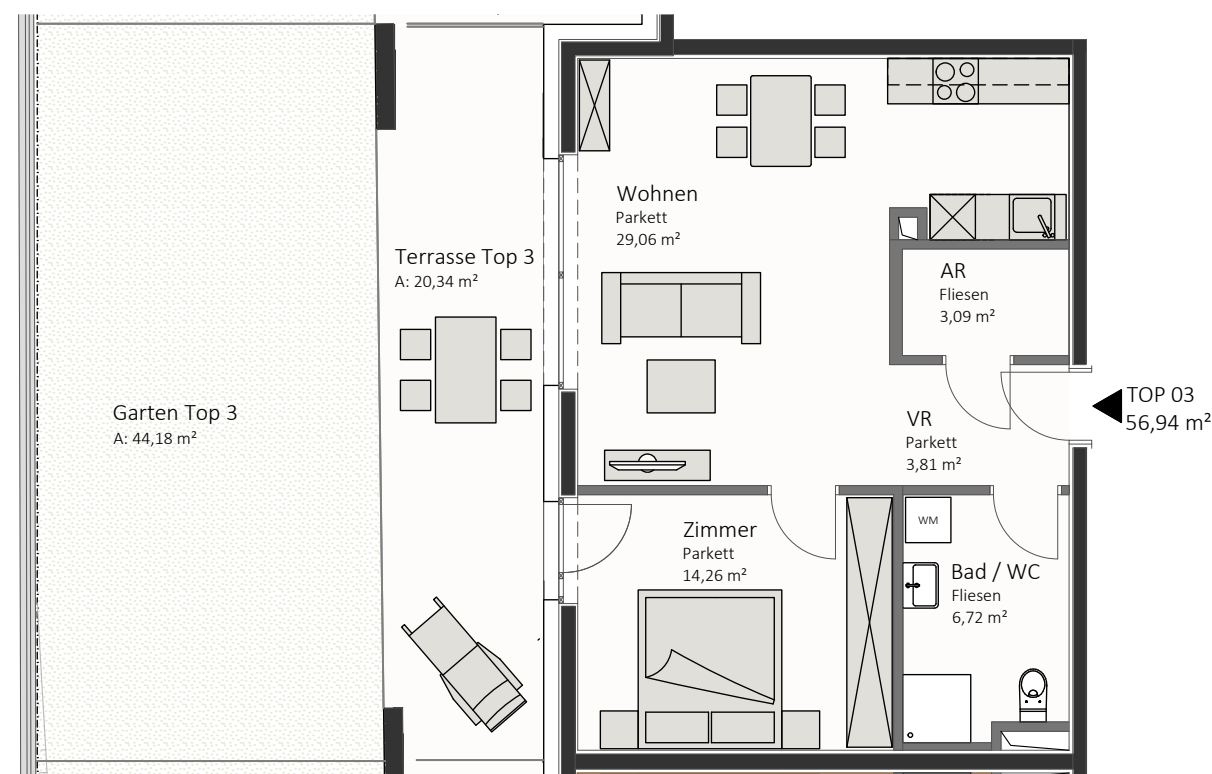 Wohnen
Parkett
29,06 m²
Terrasse Top 3
A: 20,34 m²
AR
Fliesen
3,09 m²
Garten Top 3
A: 44,18 m²
TOP 03
56,94 m²
VR
Parkett
3,81 m²
Zimmer
Parkett
14,26 m²
WM
Bad / WC
Fliesen
6,72 m²